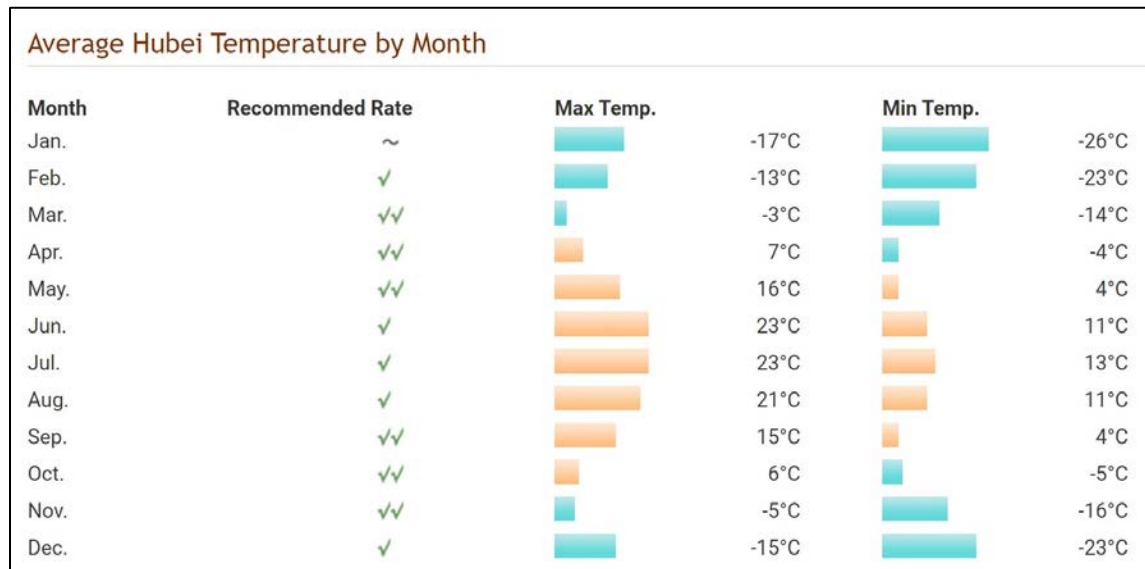 Average Hubei Temperature by Month
Month Recommended Rate Max Temp. Min Temp.
Jan. ~ -17°C -26°C
Feb. √ -13°C -23°C
Mar. √√ -3°C -14°C
Apr. √√ 7°C -4°C
May. √√ 16°C 4°C
Jun. √ 23°C 11°C
Jul. √ 23°C 13°C
Aug. √ 21°C 11°C
Sep. √√ 15°C 4°C
Oct. √√ 6°C -5°C
Nov. √√ -5°C -16°C
Dec. √ -15°C -23°C